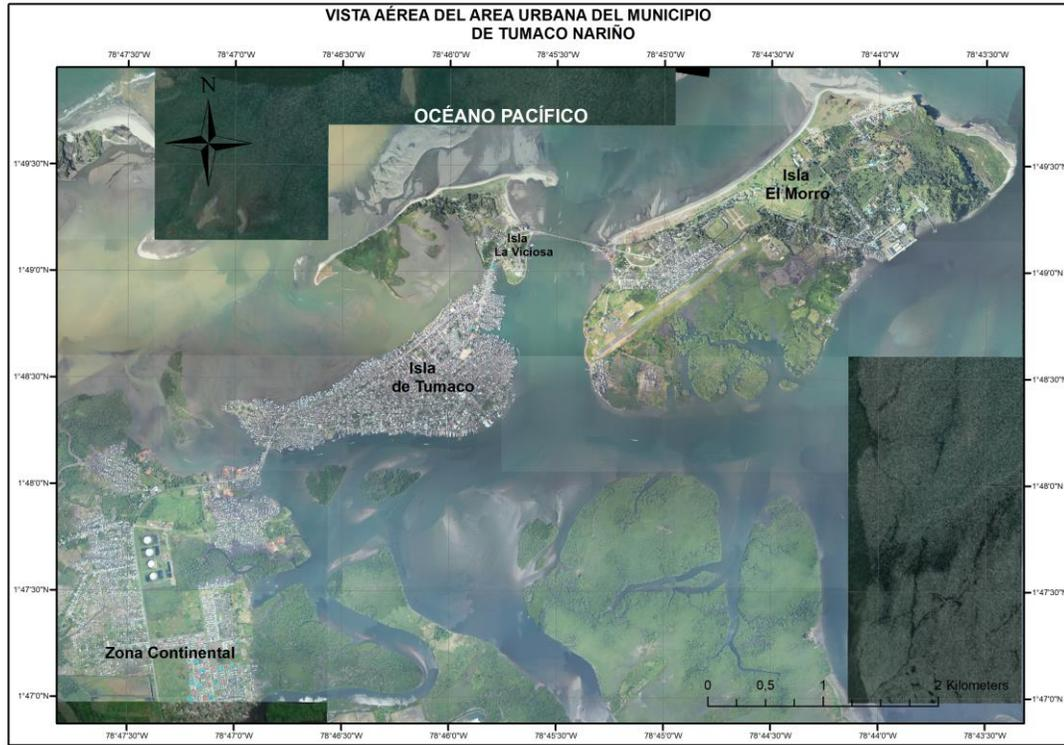 VISTA AÉREA DEL AREA URBANA DEL MUNICIPIO
DE TUMACO NARIÑO
78°47'30"W 78°47'0"W 78°46'30"W 78°46'0"W 78°45'30"W 78°45'0"W 78°44'30"W 78°44'0"W 78°43'30"W
N
OCÉANO PACÍFICO
1°49'30"N 1°49'30"N
Isla
El Morro
Isla
La Viciosa
1°49'0"N 1°49'0"N
Isla
de Tumaco
1°48'30"N 1°48'30"N
1°48'0"N 1°48'0"N
1°47'30"N 1°47'30"N
Zona Continental
1°47'0"N 1°47'0"N
0 0,5 1 2 Kilometers
78°47'30"W 78°47'0"W 78°46'30"W 78°46'0"W 78°45'30"W 78°45'0"W 78°44'30"W 78°44'0"W 78°43'30"W